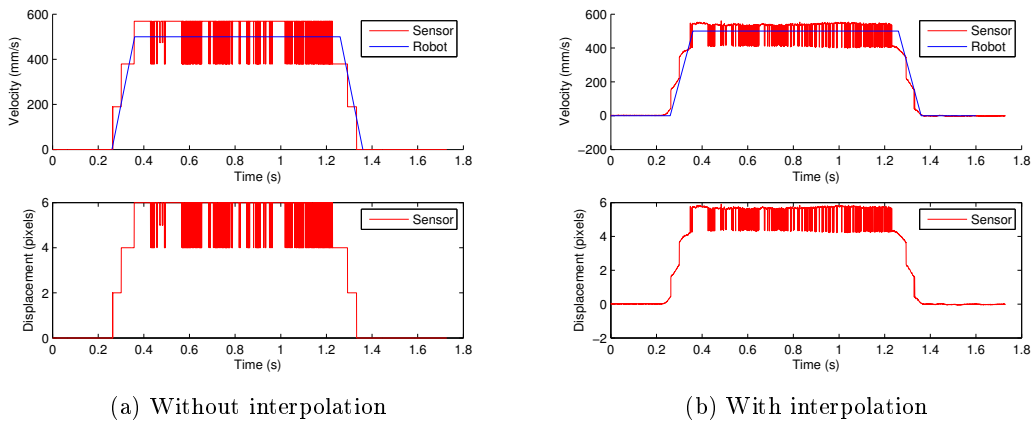 600
400
200
0
Velocity (mm/s)
0 0.2 0.4 0.6 0.8 1 1.2 1.4 1.6 1.8
Time (s)
Sensor
Robot
6
4
2
0
Displacement (pixels)
0 0.2 0.4 0.6 0.8 1 1.2 1.4 1.6 1.8
Time (s)
Sensor
(a) Without interpolation
600
400
200
0
−200
Velocity (mm/s)
0 0.2 0.4 0.6 0.8 1 1.2 1.4 1.6 1.8
Time (s)
Sensor
Robot
6
4
2
0
−2
Displacement (pixels)
0 0.2 0.4 0.6 0.8 1 1.2 1.4 1.6 1.8
Time (s)
Sensor
(b) With interpolation